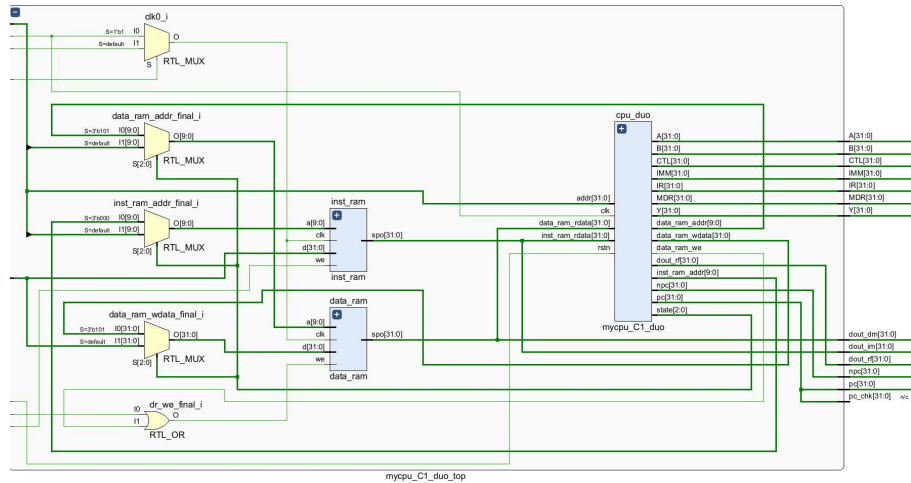 clk0_i
S=1'b1 I0
S=default I1
O
S
RTL_MUX
data_ram_addr_final_i
S=3'b101 I0[9:0]
S=default I1[9:0]
O[9:0]
S[2:0]
RTL_MUX
inst_ram_addr_final_i
S=3'b000 I0[9:0]
S=default I1[9:0]
O[9:0]
S[2:0]
RTL_MUX
data_ram_wdata_final_i
S=3'b101 I0[31:0]
S=default I1[31:0]
O[31:0]
S[2:0]
RTL_MUX
dr_we_final_i
I0
I1
O
RTL_OR
inst_ram
a[9:0]
clk
d[31:0]
we
spo[31:0]
inst_ram
data_ram
a[9:0]
clk
d[31:0]
we
spo[31:0]
data_ram
cpu_duo
addr[31:0]
clk
data_ram_rdata[31:0]
inst_ram_rdata[31:0]
rstn
A[31:0]
B[31:0]
CTL[31:0]
IMM[31:0]
IR[31:0]
MDR[31:0]
Y[31:0]
data_ram_addr[9:0]
data_ram_wdata[31:0]
data_ram_we
dout_rf[31:0]
inst_ram_addr[9:0]
npc[31:0]
pc[31:0]
state[2:0]
mycpu_C1_duo
A[31:0]
B[31:0]
CTL[31:0]
IMM[31:0]
IR[31:0]
MDR[31:0]
Y[31:0]
dout_dm[31:0]
dout_im[31:0]
dout_rf[31:0]
npc[31:0]
pc[31:0]
pc_chk[31:0] n/c
mycpu_C1_duo_top